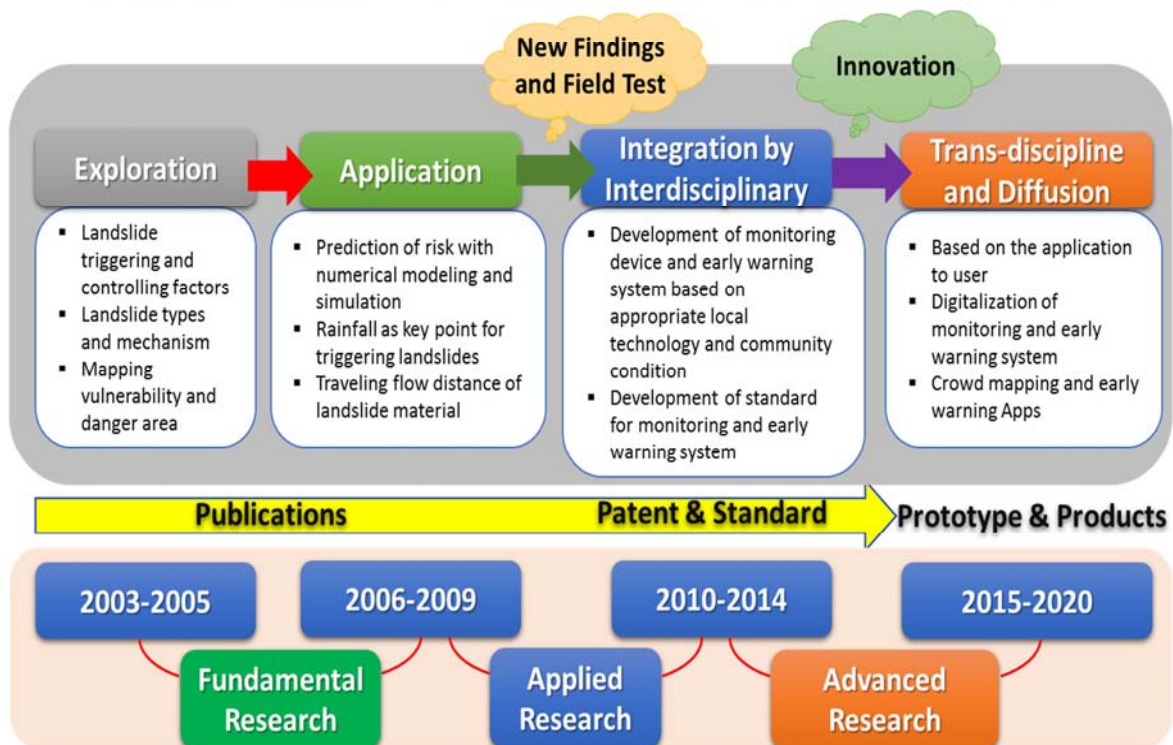 New Findings
and Field Test
Innovation
Exploration
Application
Integration by
Interdisciplinary
Trans-discipline
and Diffusion
▪ Landslide
triggering and
controlling factors
▪ Landslide types
and mechanism
▪ Mapping
vulnerability and
danger area
▪ Prediction of risk with
numerical modeling and
simulation
▪ Rainfall as key point for
triggering landslides
▪ Traveling flow distance of
landslide material
▪ Development of monitoring
device and early warning
system based on
appropriate local
technology and community
condition
▪ Development of standard
for monitoring and early
warning system
▪ Based on the application
to user
▪ Digitalization of
monitoring and early
warning system
▪ Crowd mapping and early
warning Apps
Publications
Patent & Standard
Prototype & Products
2003-2005
2006-2009
2010-2014
2015-2020
Fundamental
Research
Applied
Research
Advanced
Research